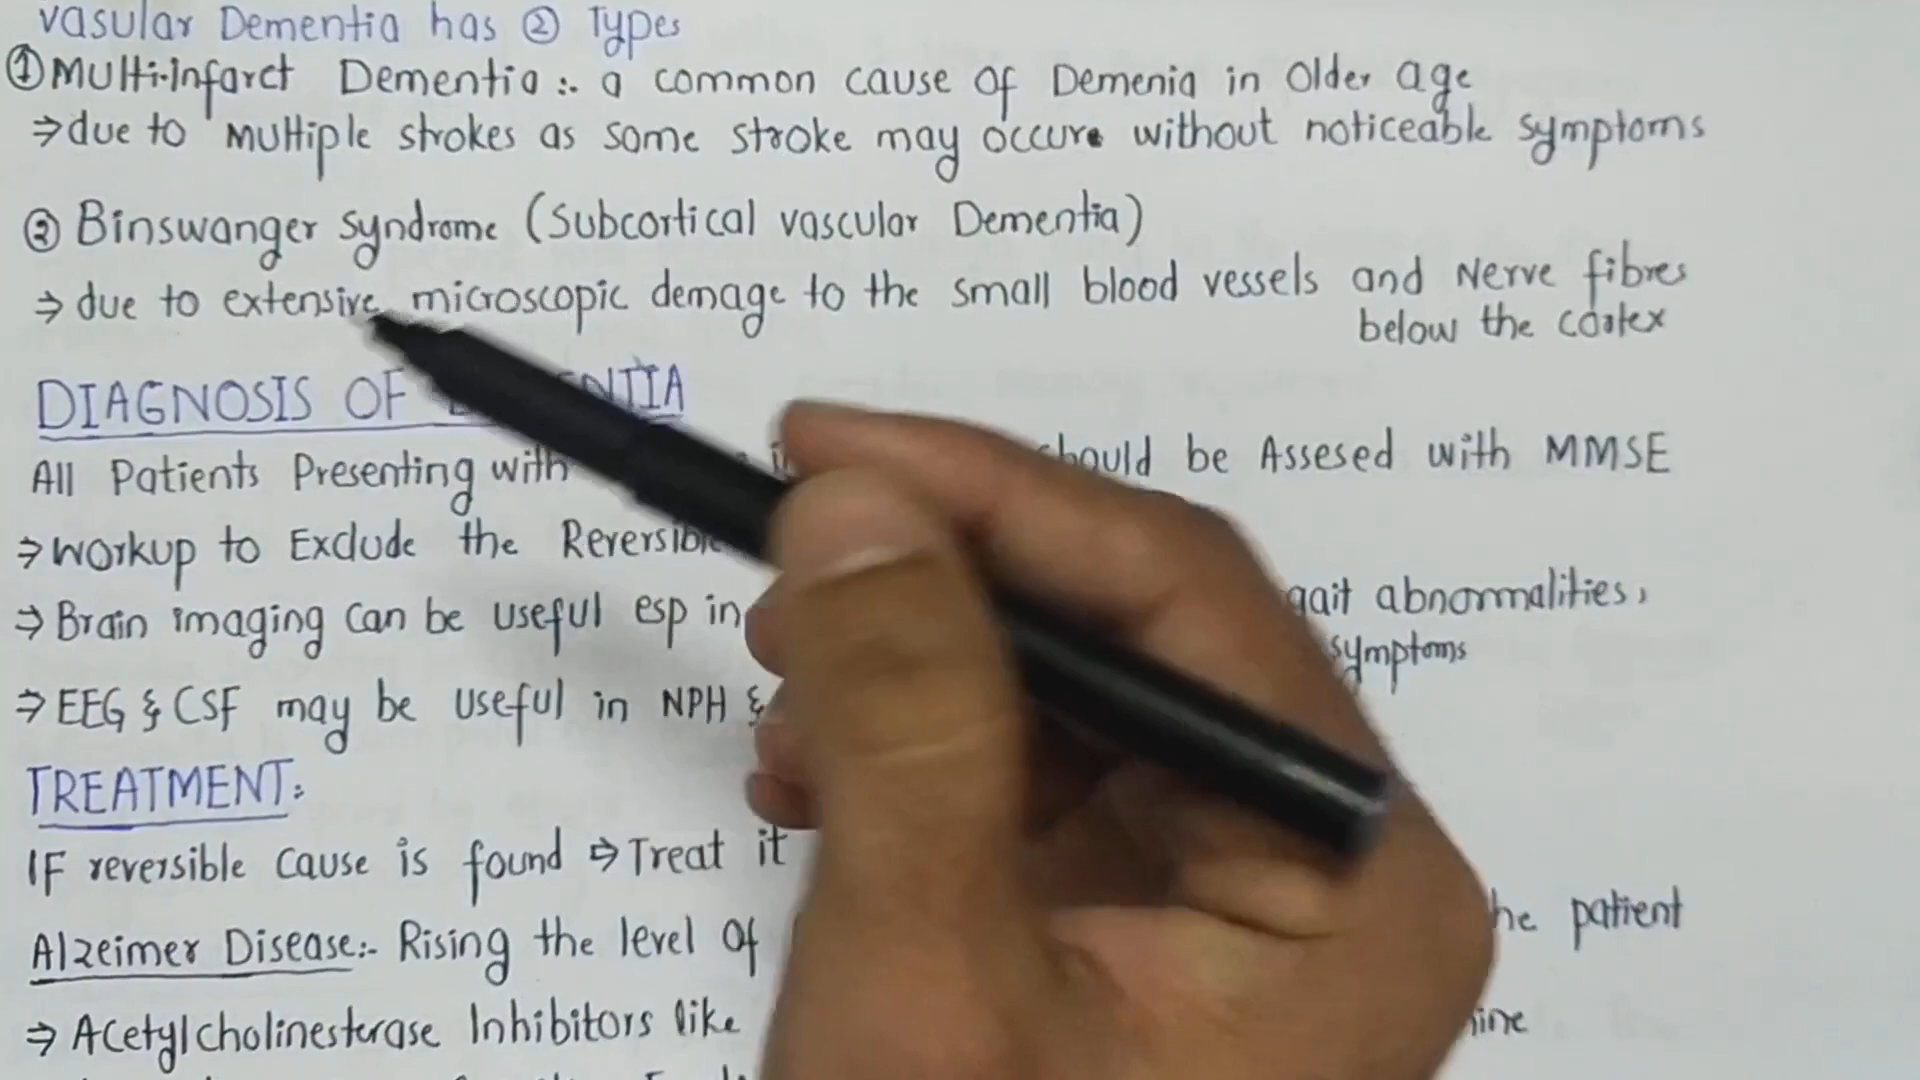 Vasular Dementia has ② Types
① Multi-Infarct Dementia :- a common cause of Demenia in Older age
⇒ due to Multiple strokes as some stroke may occure without noticeable symptoms
② Binswanger syndrome (Subcortical vascular Dementia)
⇒ due to extensive microscopic demage to the small blood vessels and Nerve fibres
below the cortex
DIAGNOSIS OF
All Patients Presenting with should be Assesed with MMSE
⇒ Workup to Exclude the
⇒ Brain imaging can be useful esp in gait abnormalities,
symptoms
⇒ EEG & CSF may be useful in NPH &
TREATMENT:
IF reversible cause is found ⇒ Treat it
Alzeimer Disease:- Rising the level of patient
⇒ Acetylcholinesterase Inhibitors like